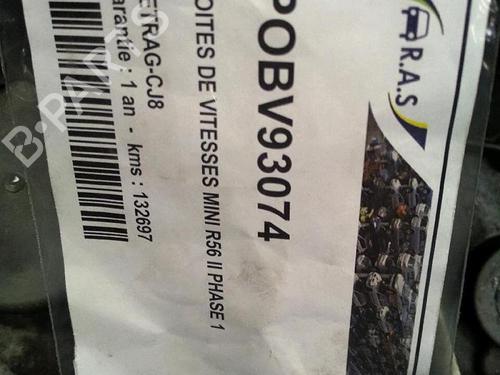 R.A.S
POBV93074
OITES DE VITESSES MINI R56 II PHASE 1
ETRAG-CJ8
arantie : 1 an - kms : 132697
B-PARTS